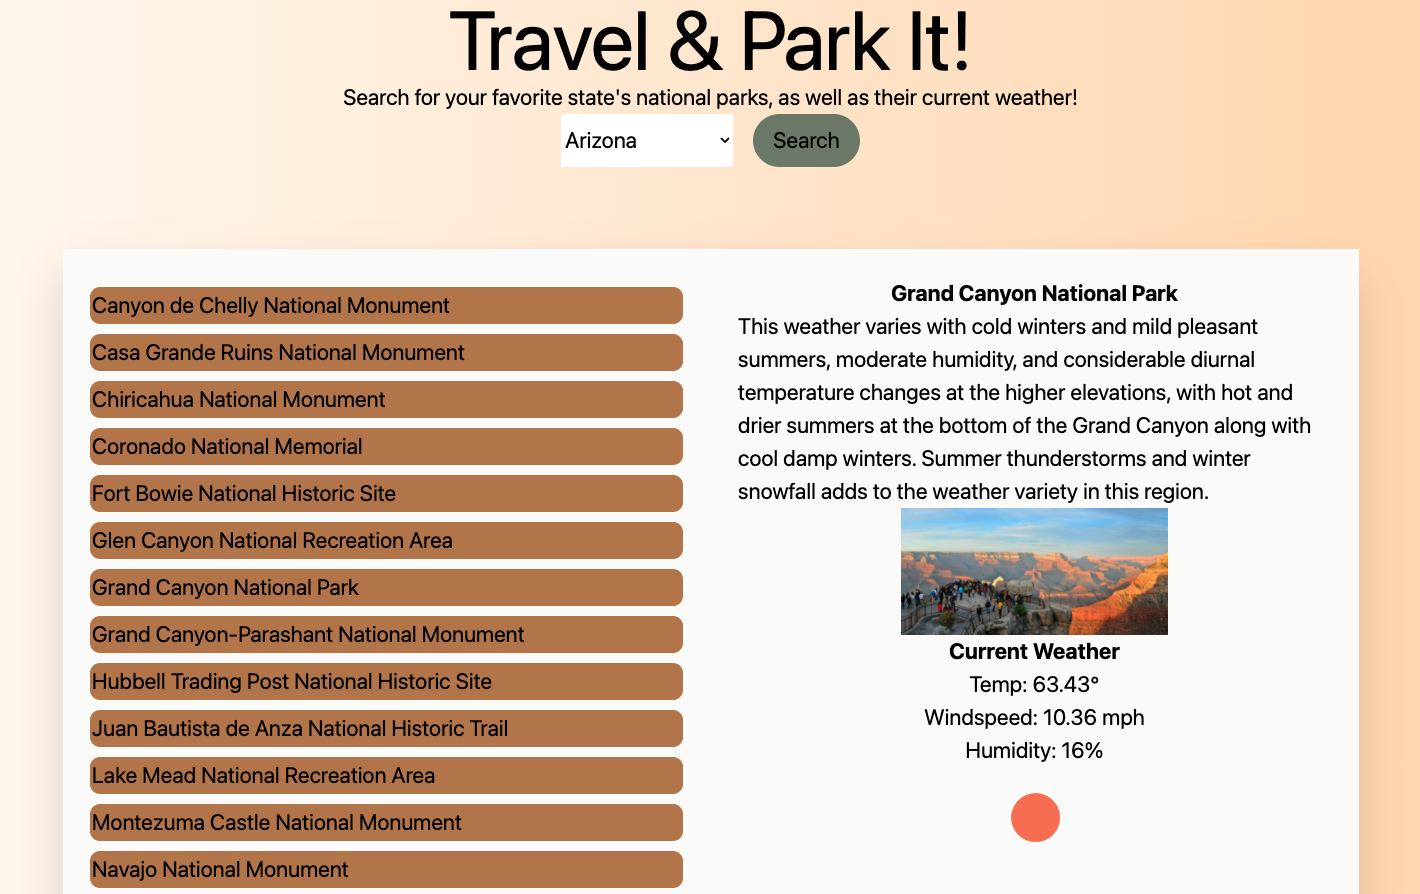 Travel & Park It!
Search for your favorite state's national parks, as well as their current weather!
Arizona
Search
Canyon de Chelly National Monument
Casa Grande Ruins National Monument
Chiricahua National Monument
Coronado National Memorial
Fort Bowie National Historic Site
Glen Canyon National Recreation Area
Grand Canyon National Park
Grand Canyon-Parashant National Monument
Hubbell Trading Post National Historic Site
Juan Bautista de Anza National Historic Trail
Lake Mead National Recreation Area
Montezuma Castle National Monument
Navajo National Monument
Grand Canyon National Park
This weather varies with cold winters and mild pleasant
summers, moderate humidity, and considerable diurnal
temperature changes at the higher elevations, with hot and
drier summers at the bottom of the Grand Canyon along with
cool damp winters. Summer thunderstorms and winter
snowfall adds to the weather variety in this region.
Current Weather
Temp: 63.43°
Windspeed: 10.36 mph
Humidity: 16%